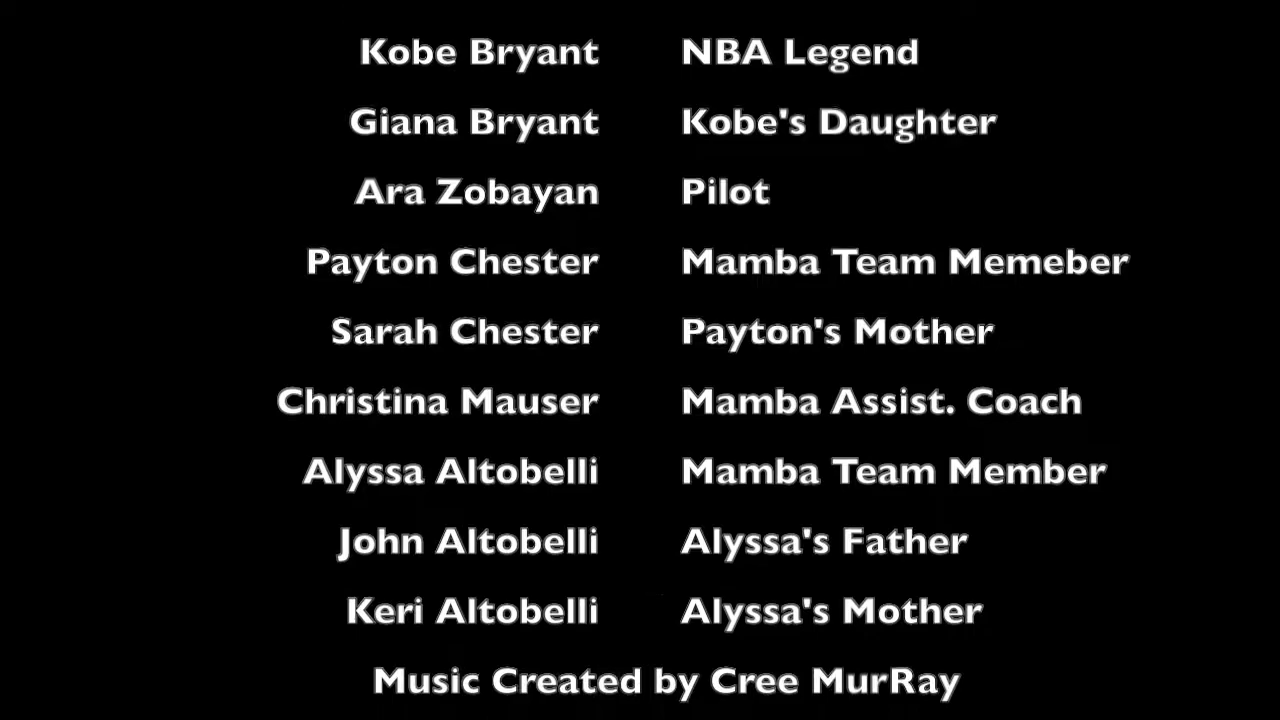 Kobe Bryant NBA Legend
Giana Bryant Kobe's Daughter
Ara Zobayan Pilot
Payton Chester Mamba Team Memeber
Sarah Chester Payton's Mother
Christina Mauser Mamba Assist. Coach
Alyssa Altobelli Mamba Team Member
John Altobelli Alyssa's Father
Keri Altobelli Alyssa's Mother
Music Created by Cree MurRay